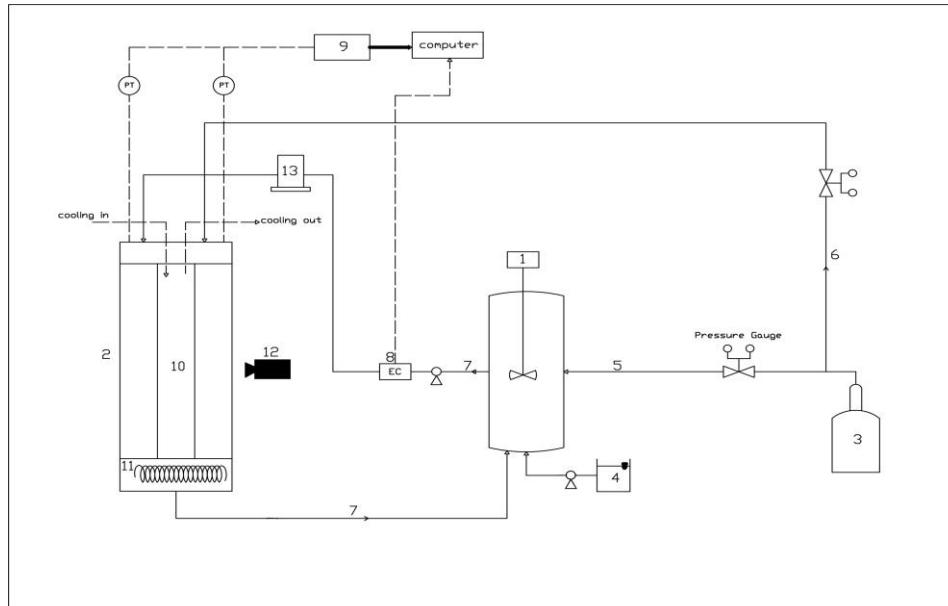 9
computer
PT
PT
13
cooling in
cooling out
1
6
Pressure Gauge
2
12
8
7
5
10
EC
3
11
4
7